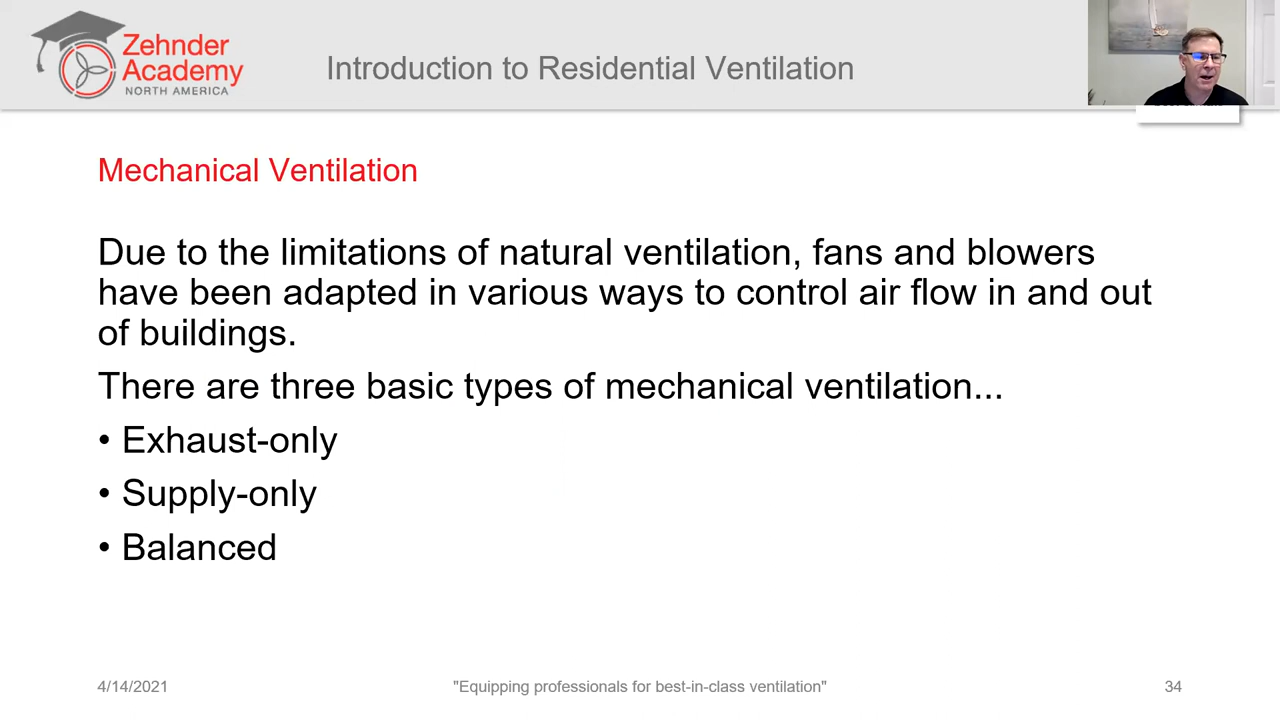 Zehnder
Academy
NORTH AMERICA
Introduction to Residential Ventilation
Mechanical Ventilation
Due to the limitations of natural ventilation, fans and blowers
have been adapted in various ways to control air flow in and out
of buildings.
There are three basic types of mechanical ventilation...
• Exhaust-only
• Supply-only
• Balanced
4/14/2021
"Equipping professionals for best-in-class ventilation"
34